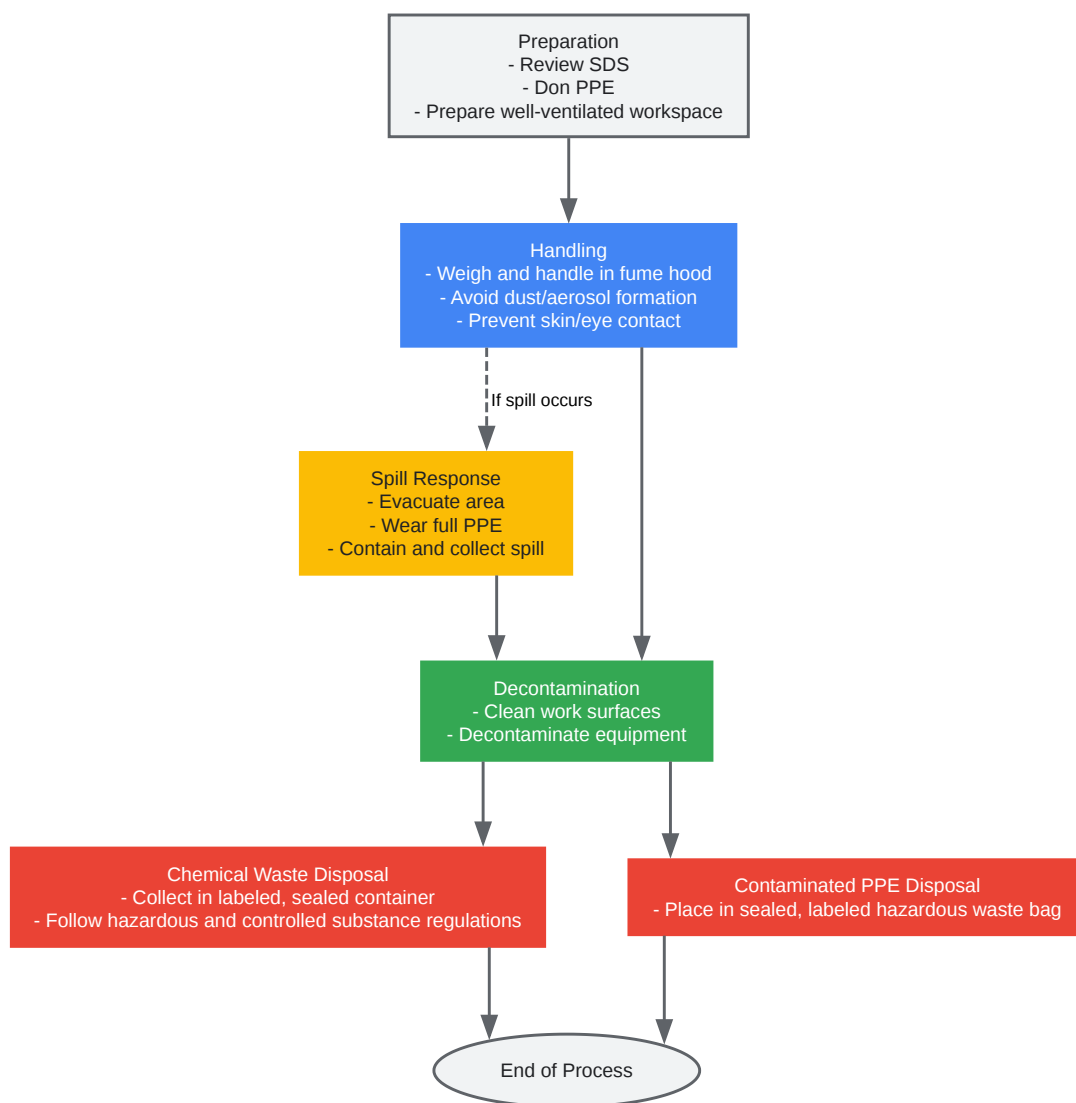 Preparation
- Review SDS
- Don PPE
- Prepare well-ventilated workspace
Handling
- Weigh and handle in fume hood
- Avoid dust/aerosol formation
- Prevent skin/eye contact
If spill occurs
Spill Response
- Evacuate area
- Wear full PPE
- Contain and collect spill
Decontamination
- Clean work surfaces
- Decontaminate equipment
Chemical Waste Disposal
- Collect in labeled, sealed container
- Follow hazardous and controlled substance regulations
Contaminated PPE Disposal
- Place in sealed, labeled hazardous waste bag
End of Process